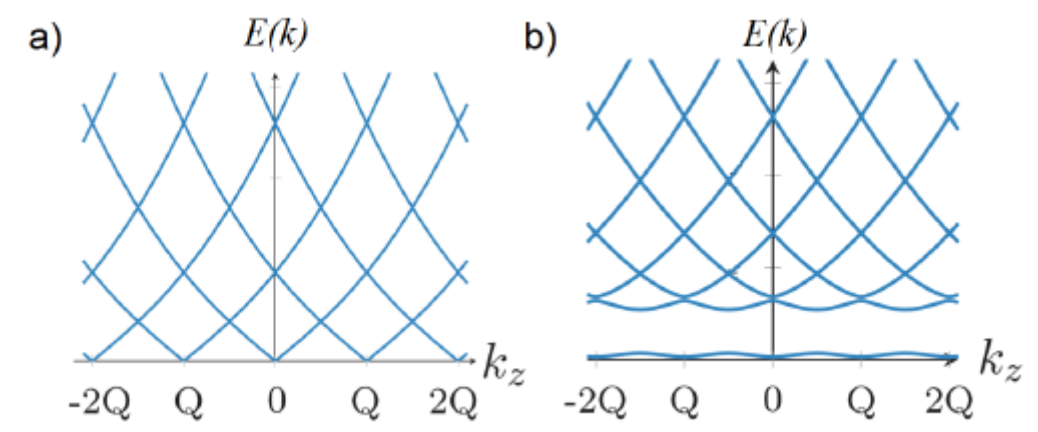 a)
E(k)
-2Q Q 0 Q 2Q
k_z
b)
E(k)
-2Q Q 0 Q 2Q
k_z